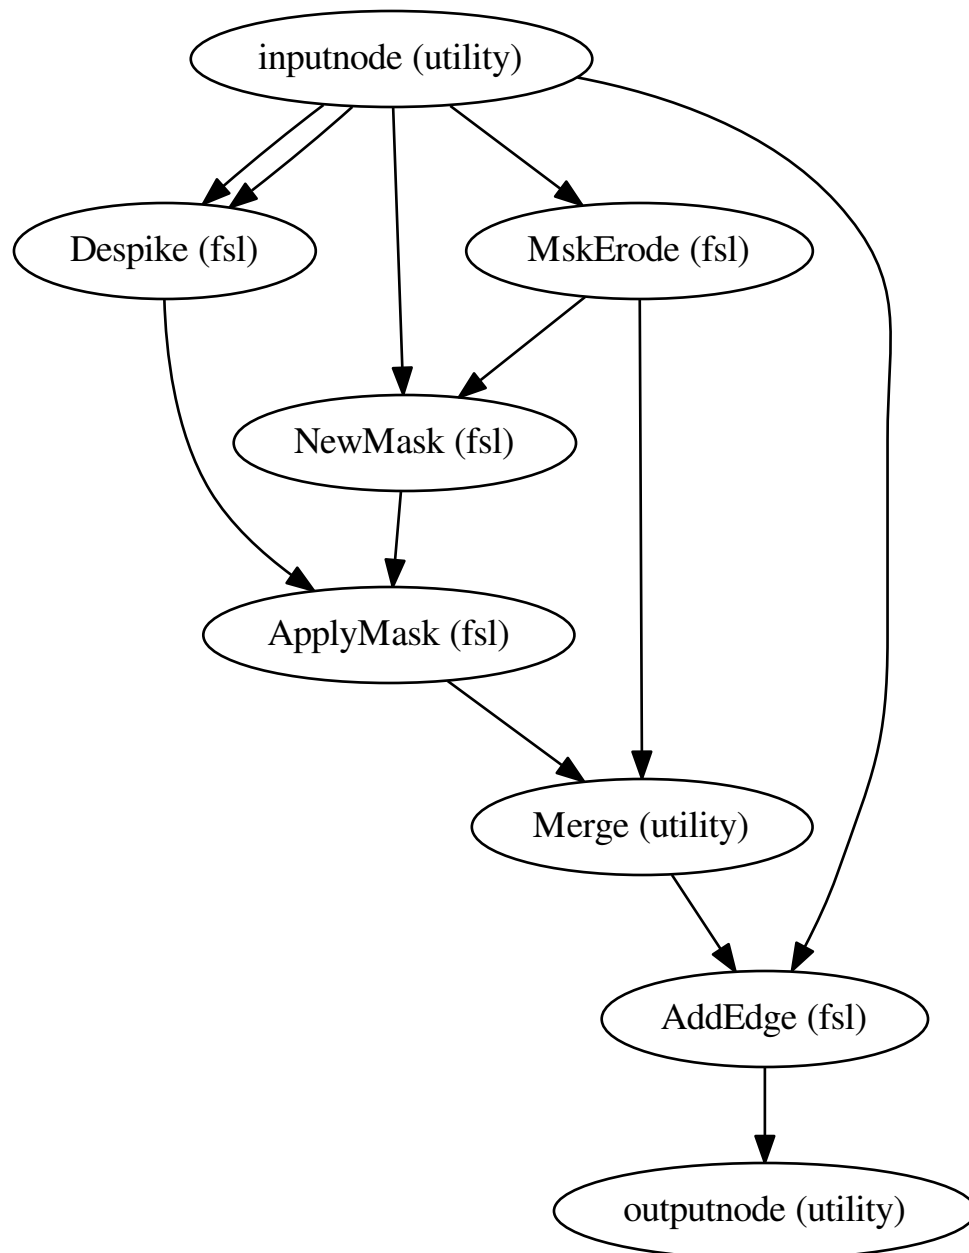 inputnode (utility)
Despike (fsl)
MskErode (fsl)
NewMask (fsl)
ApplyMask (fsl)
Merge (utility)
AddEdge (fsl)
outputnode (utility)